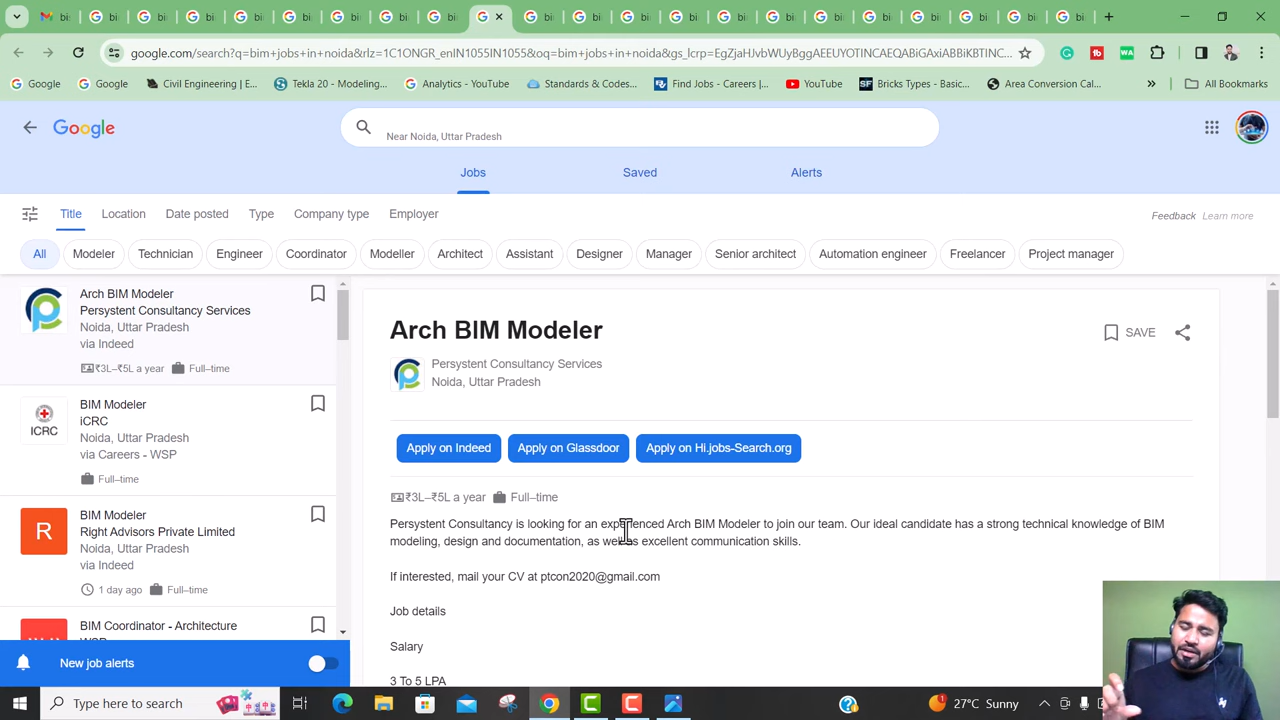 bi
bi
bi
bi
google.com/search?q=bim+jobs+in+noida&rlz=1C1ONGR_enIN1055IN1055&oq=bim+jobs+in+noida&gs_lcrp=EgZjaHJvbWUyBggAEEUYOTINCAEQABiGAxiABBiKBTINC...
Google
Google
Civil Engineering | E...
Tekla 20 - Modeling...
Analytics - YouTube
Standards & Codes...
Find Jobs - Careers |...
YouTube
Bricks Types - Basic...
Area Conversion Cal...
»
All Bookmarks
Google
Near Noida, Uttar Pradesh
Jobs
Saved
Alerts
Title
Location
Date posted
Type
Company type
Employer
Feedback
Learn more
All
Modeler
Technician
Engineer
Coordinator
Modeller
Architect
Assistant
Designer
Manager
Senior architect
Automation engineer
Freelancer
Project manager
Arch BIM Modeler
Persystent Consultancy Services
Noida, Uttar Pradesh
via Indeed
₹3L–₹5L a year
Full–time
ICRC
BIM Modeler
iCRC
Noida, Uttar Pradesh
via Careers - WSP
Full–time
R
BIM Modeler
Right Advisors Private Limited
Noida, Uttar Pradesh
via Indeed
1 day ago
Full–time
BIM Coordinator - Architecture
WSP
New job alerts
Arch BIM Modeler
SAVE
Persystent Consultancy Services
Noida, Uttar Pradesh
Apply on Indeed
Apply on Glassdoor
Apply on Hi.jobs-Search.org
₹3L–₹5L a year
Full–time
Persystent Consultancy is looking for an experienced Arch BIM Modeler to join our team. Our ideal candidate has a strong technical knowledge of BIM
modeling, design and documentation, as well as excellent communication skills.
If interested, mail your CV at ptcon2020@gmail.com
Job details
Salary
3 To 5 LPA
Type here to search
27°C Sunny